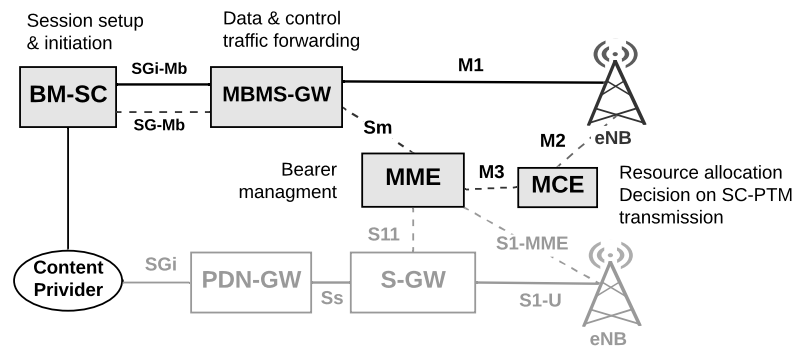 Session setup
& initiation
Data & control
traffic forwarding
SGi-Mb
M1
BM-SC
MBMS-GW
SG-Mb
Sm
M2
eNB
Bearer
managment
MME
M3
MCE
Resource allocation
Decision on SC-PTM
transmission
S11
S1-MME
Content
Provider
SGi
PDN-GW
Ss
S-GW
S1-U
eNB